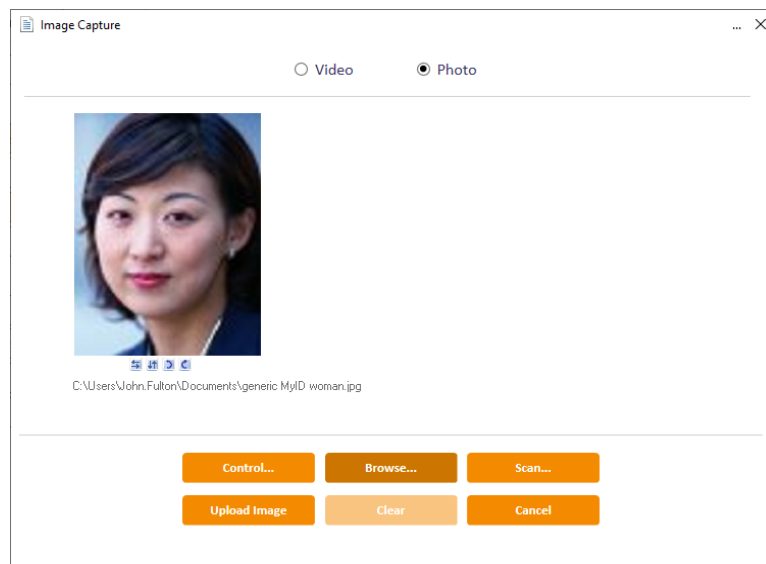 Image Capture
...
Video
Photo
C:\Users\John.Fulton\Documents\generic MyID woman.jpg
Control...
Browse...
Scan...
Upload Image
Clear
Cancel